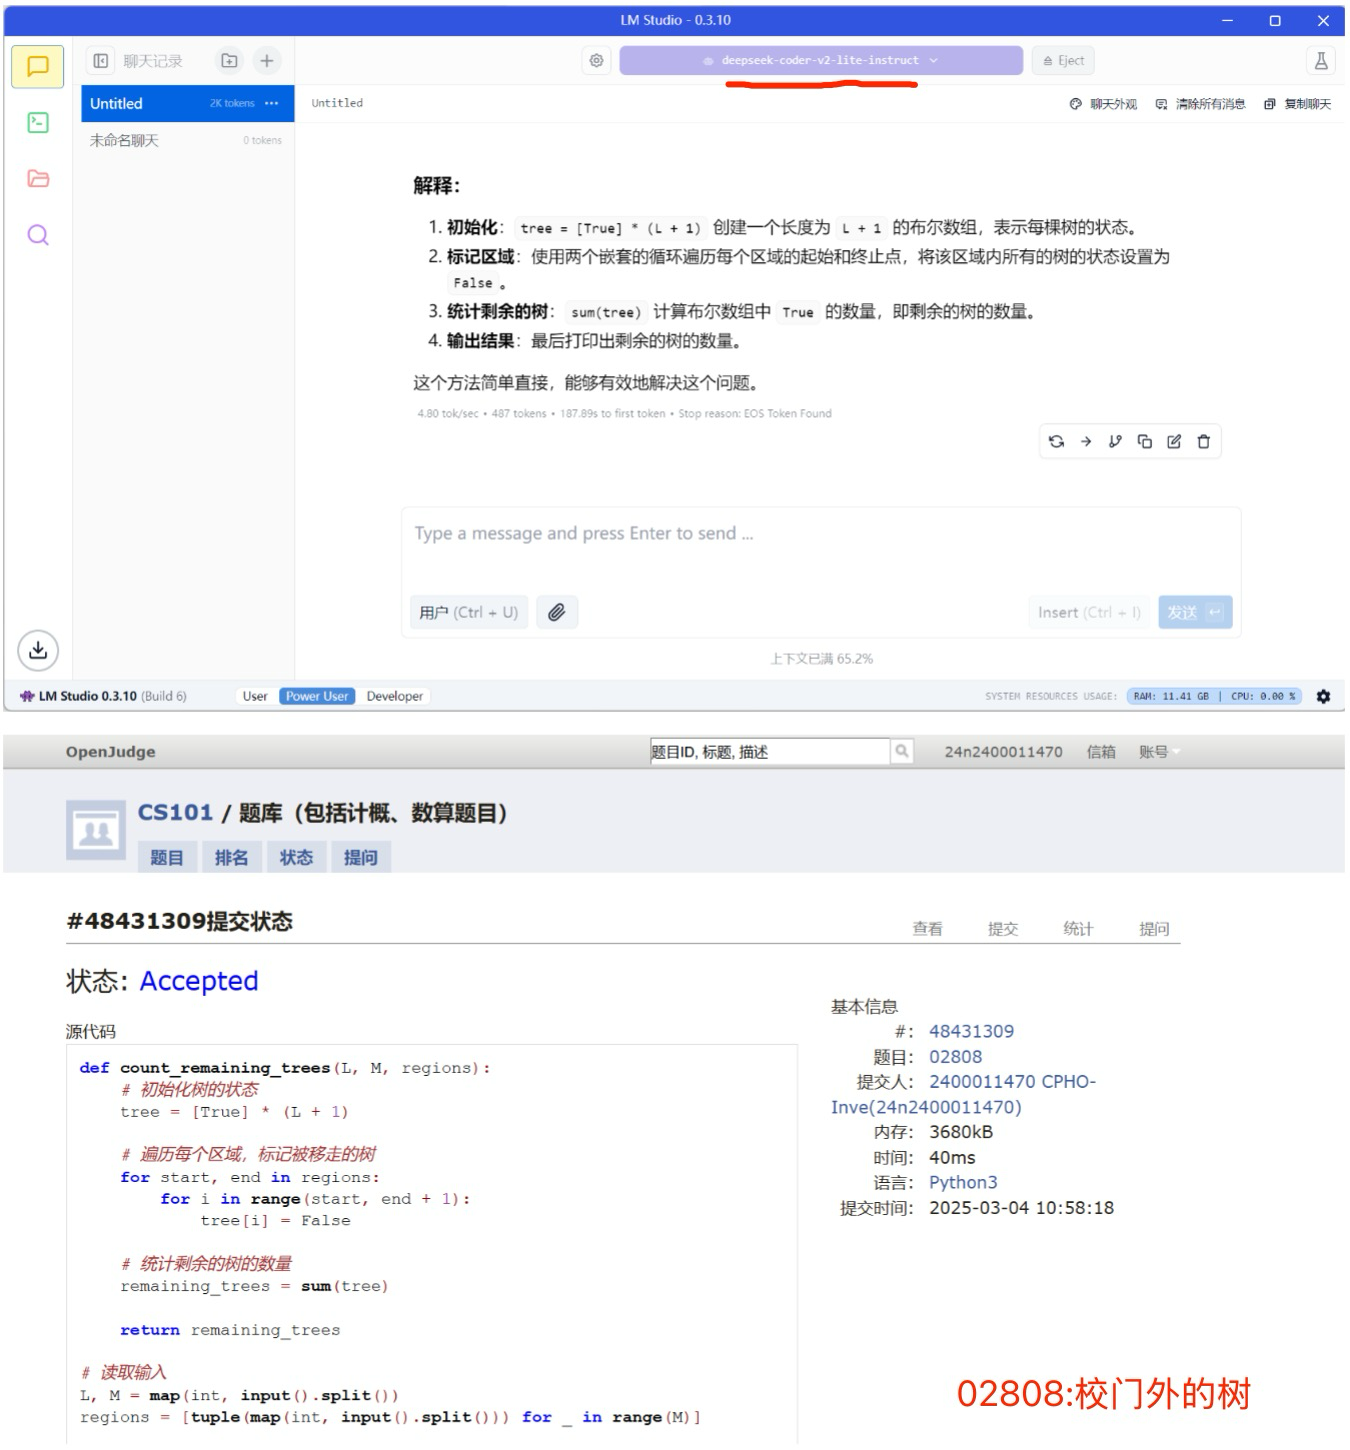 LM Studio - 0.3.10
聊天记录
deepseek-coder-v2-lite-instruct
Eject
Untitled
2K tokens
Untitled
聊天外观
清除所有消息
复制聊天
未命名聊天
0 tokens
解释：
1. 初始化： tree = [True] * (L + 1) 创建一个长度为 L + 1 的布尔数组，表示每棵树的状态。
2. 标记区域：使用两个嵌套的循环遍历每个区域的起始和终止点，将该区域内所有的树的状态设置为
False 。
3. 统计剩余的树： sum(tree) 计算布尔数组中 True 的数量，即剩余的树的数量。
4. 输出结果：最后打印出剩余的树的数量。
这个方法简单直接，能够有效地解决这个问题。
4.80 tok/sec • 487 tokens • 187.89s to first token • Stop reason: EOS Token Found
Type a message and press Enter to send ...
用户 (Ctrl + U)
Insert (Ctrl + I)
发送
上下文已满 65.2%
LM Studio 0.3.10 (Build 6)
User
Power User
Developer
SYSTEM RESOURCES USAGE:
RAM: 11.41 GB | CPU: 0.00 %
OpenJudge
题目ID, 标题, 描述
24n2400011470
信箱
账号
CS101 / 题库（包括计概、数算题目）
题目
排名
状态
提问
#48431309提交状态
查看
提交
统计
提问
状态: Accepted
源代码
def count_remaining_trees(L, M, regions):
# 初始化树的状态
tree = [True] * (L + 1)
# 遍历每个区域，标记被移走的树
for start, end in regions:
for i in range(start, end + 1):
tree[i] = False
# 统计剩余的树的数量
remaining_trees = sum(tree)
return remaining_trees
# 读取输入
L, M = map(int, input().split())
regions = [tuple(map(int, input().split())) for _ in range(M)]
基本信息
#: 48431309
题目: 02808
提交人: 2400011470 CPHO-
Inve(24n2400011470)
内存: 3680kB
时间: 40ms
语言: Python3
提交时间: 2025-03-04 10:58:18
02808:校门外的树